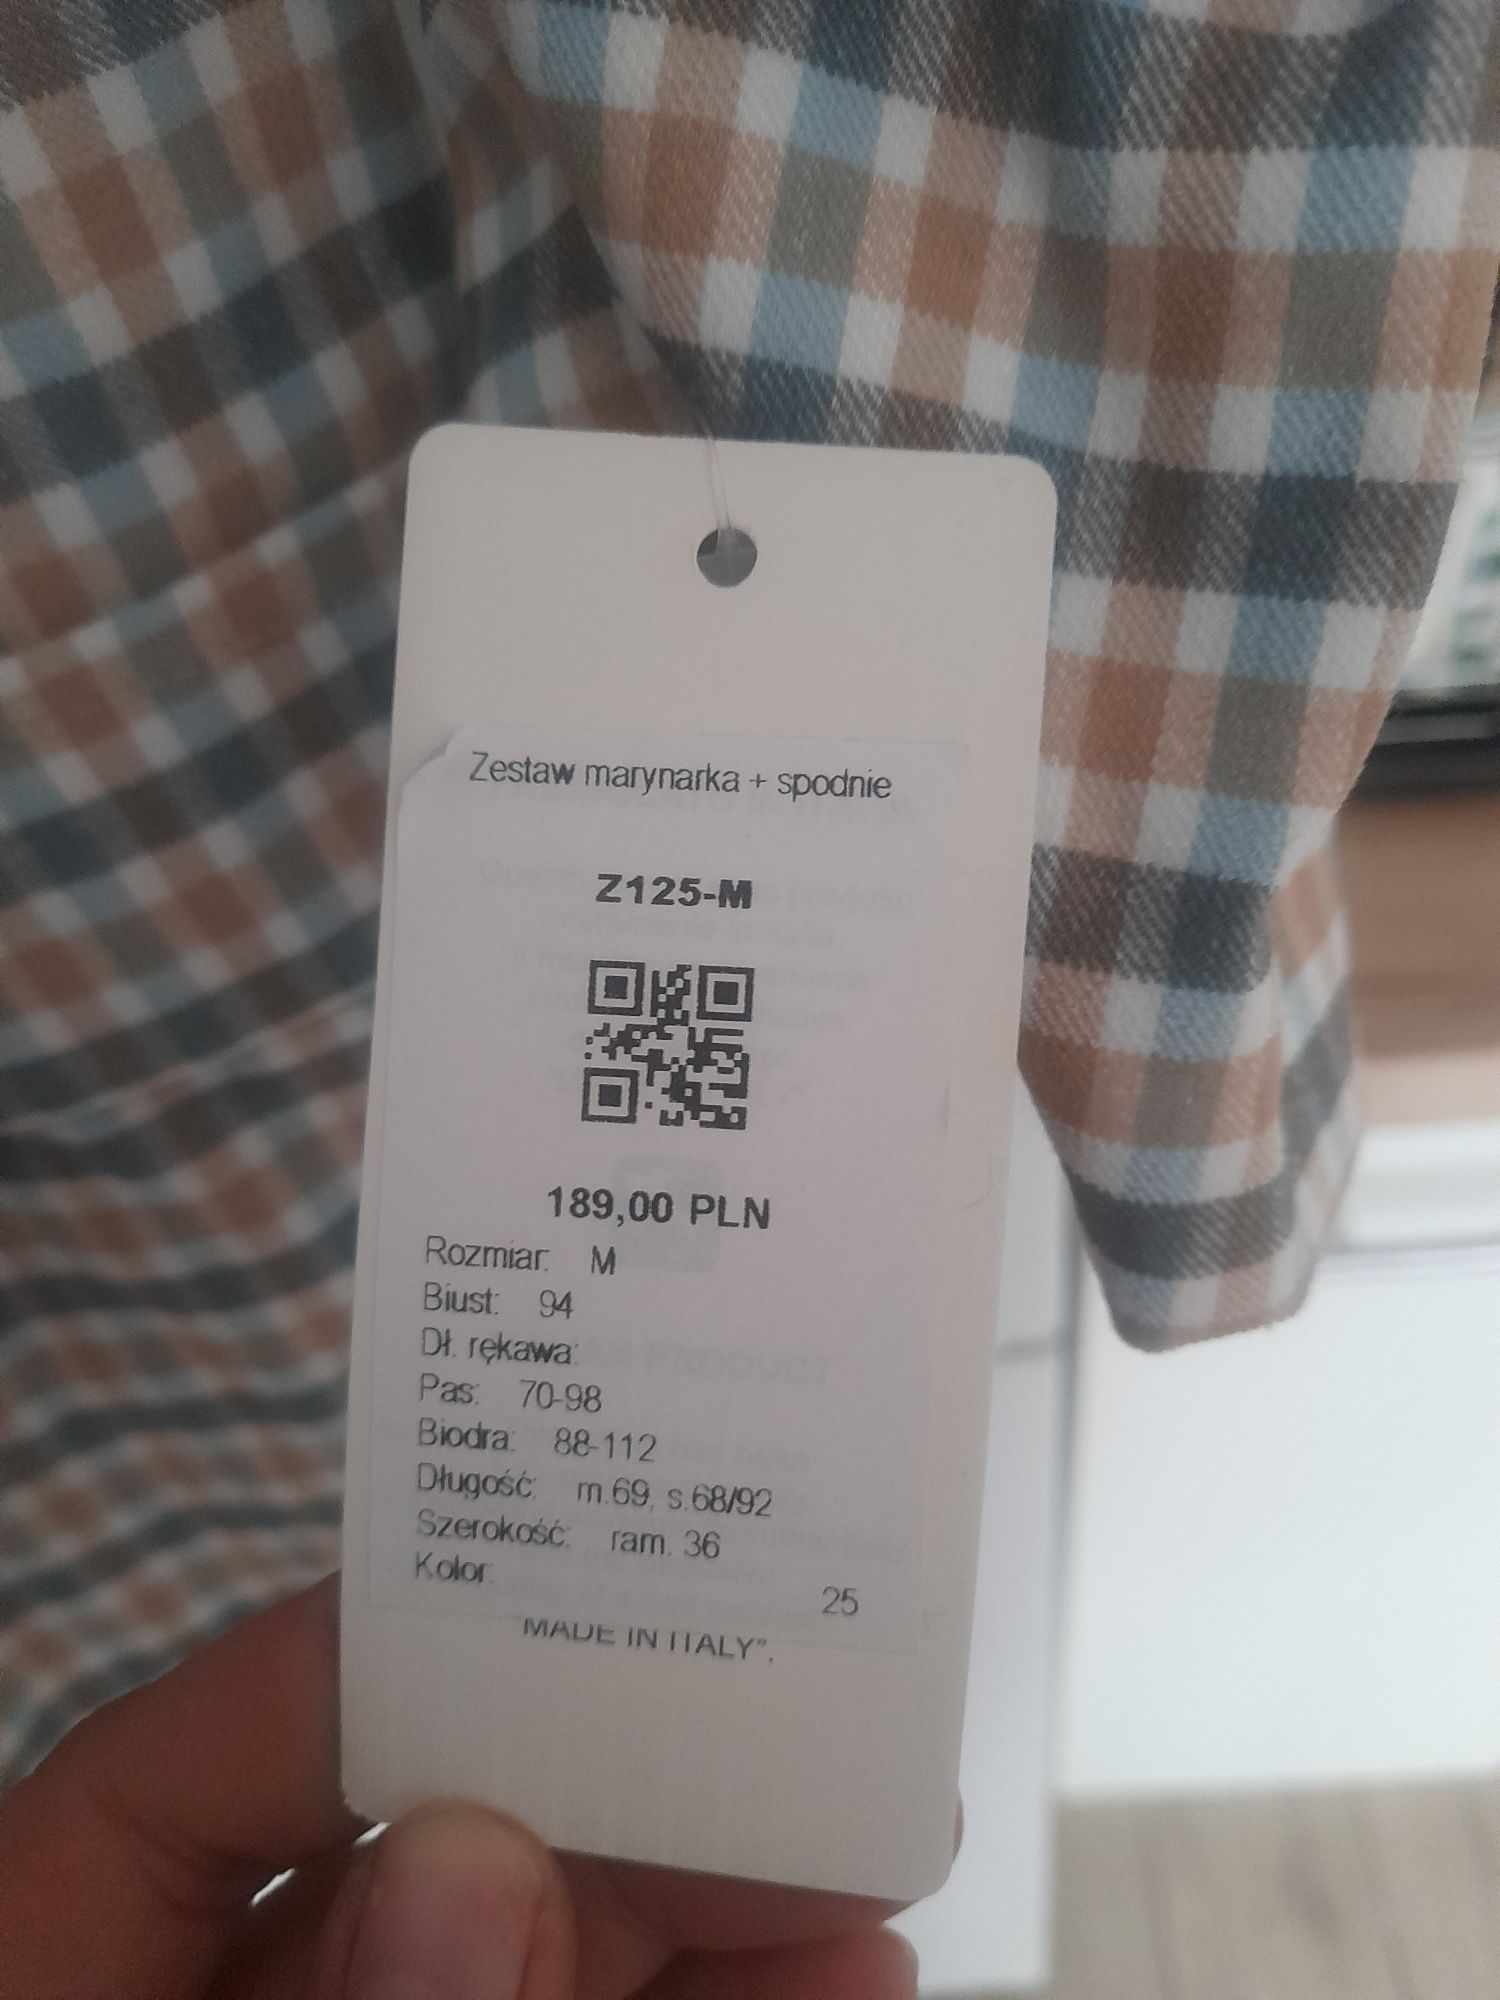 Zestaw marynarka + spodnie
Z125-M
189,00 PLN
Rozmiar: M
Biust: 94
Dł. rękawa:
Pas: 70-98
Biodra: 88-112
Długość: m.69, s.68/92
Szerokość: ram. 36
Kolor:
25
MADE IN ITALY".